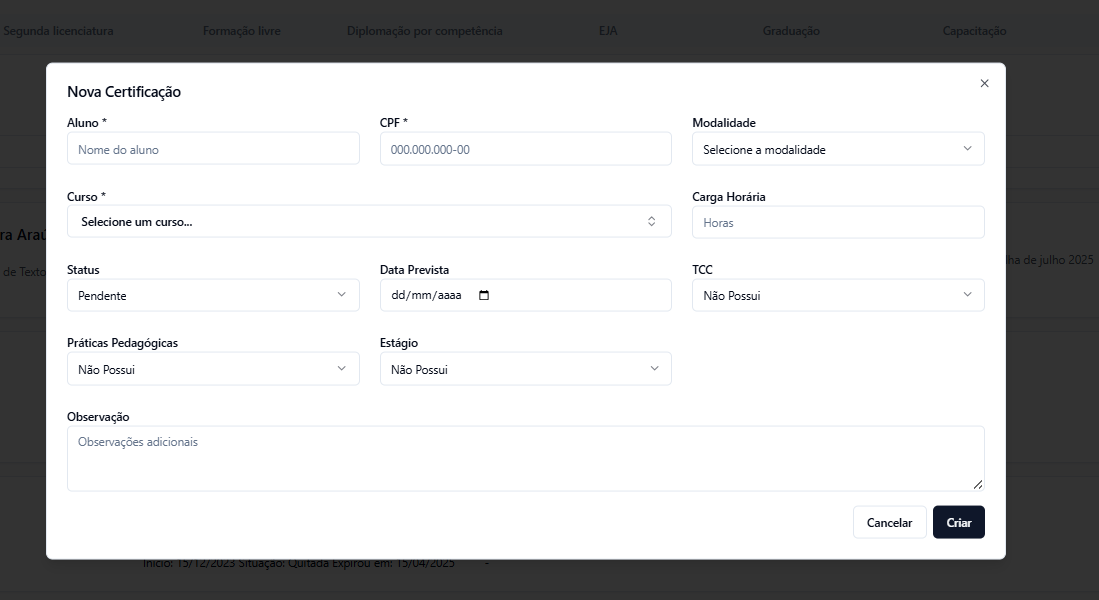 Segunda licenciatura Formação livre Diplomação por competência EJA Graduação Capacitação
Nova Certificação
Aluno * CPF * Modalidade
Nome do aluno 000.000.000-00 Selecione a modalidade
Curso * Carga Horária
Selecione um curso... Horas
ra Araú
de Texto lha de julho 2025
Status Data Prevista TCC
Pendente dd/mm/aaaa Não Possui
Práticas Pedagógicas Estágio
Não Possui Não Possui
Observação
Observações adicionais
Cancelar Criar
Início: 15/12/2023 Situação: Quitada Expirou em: 15/04/2025 -